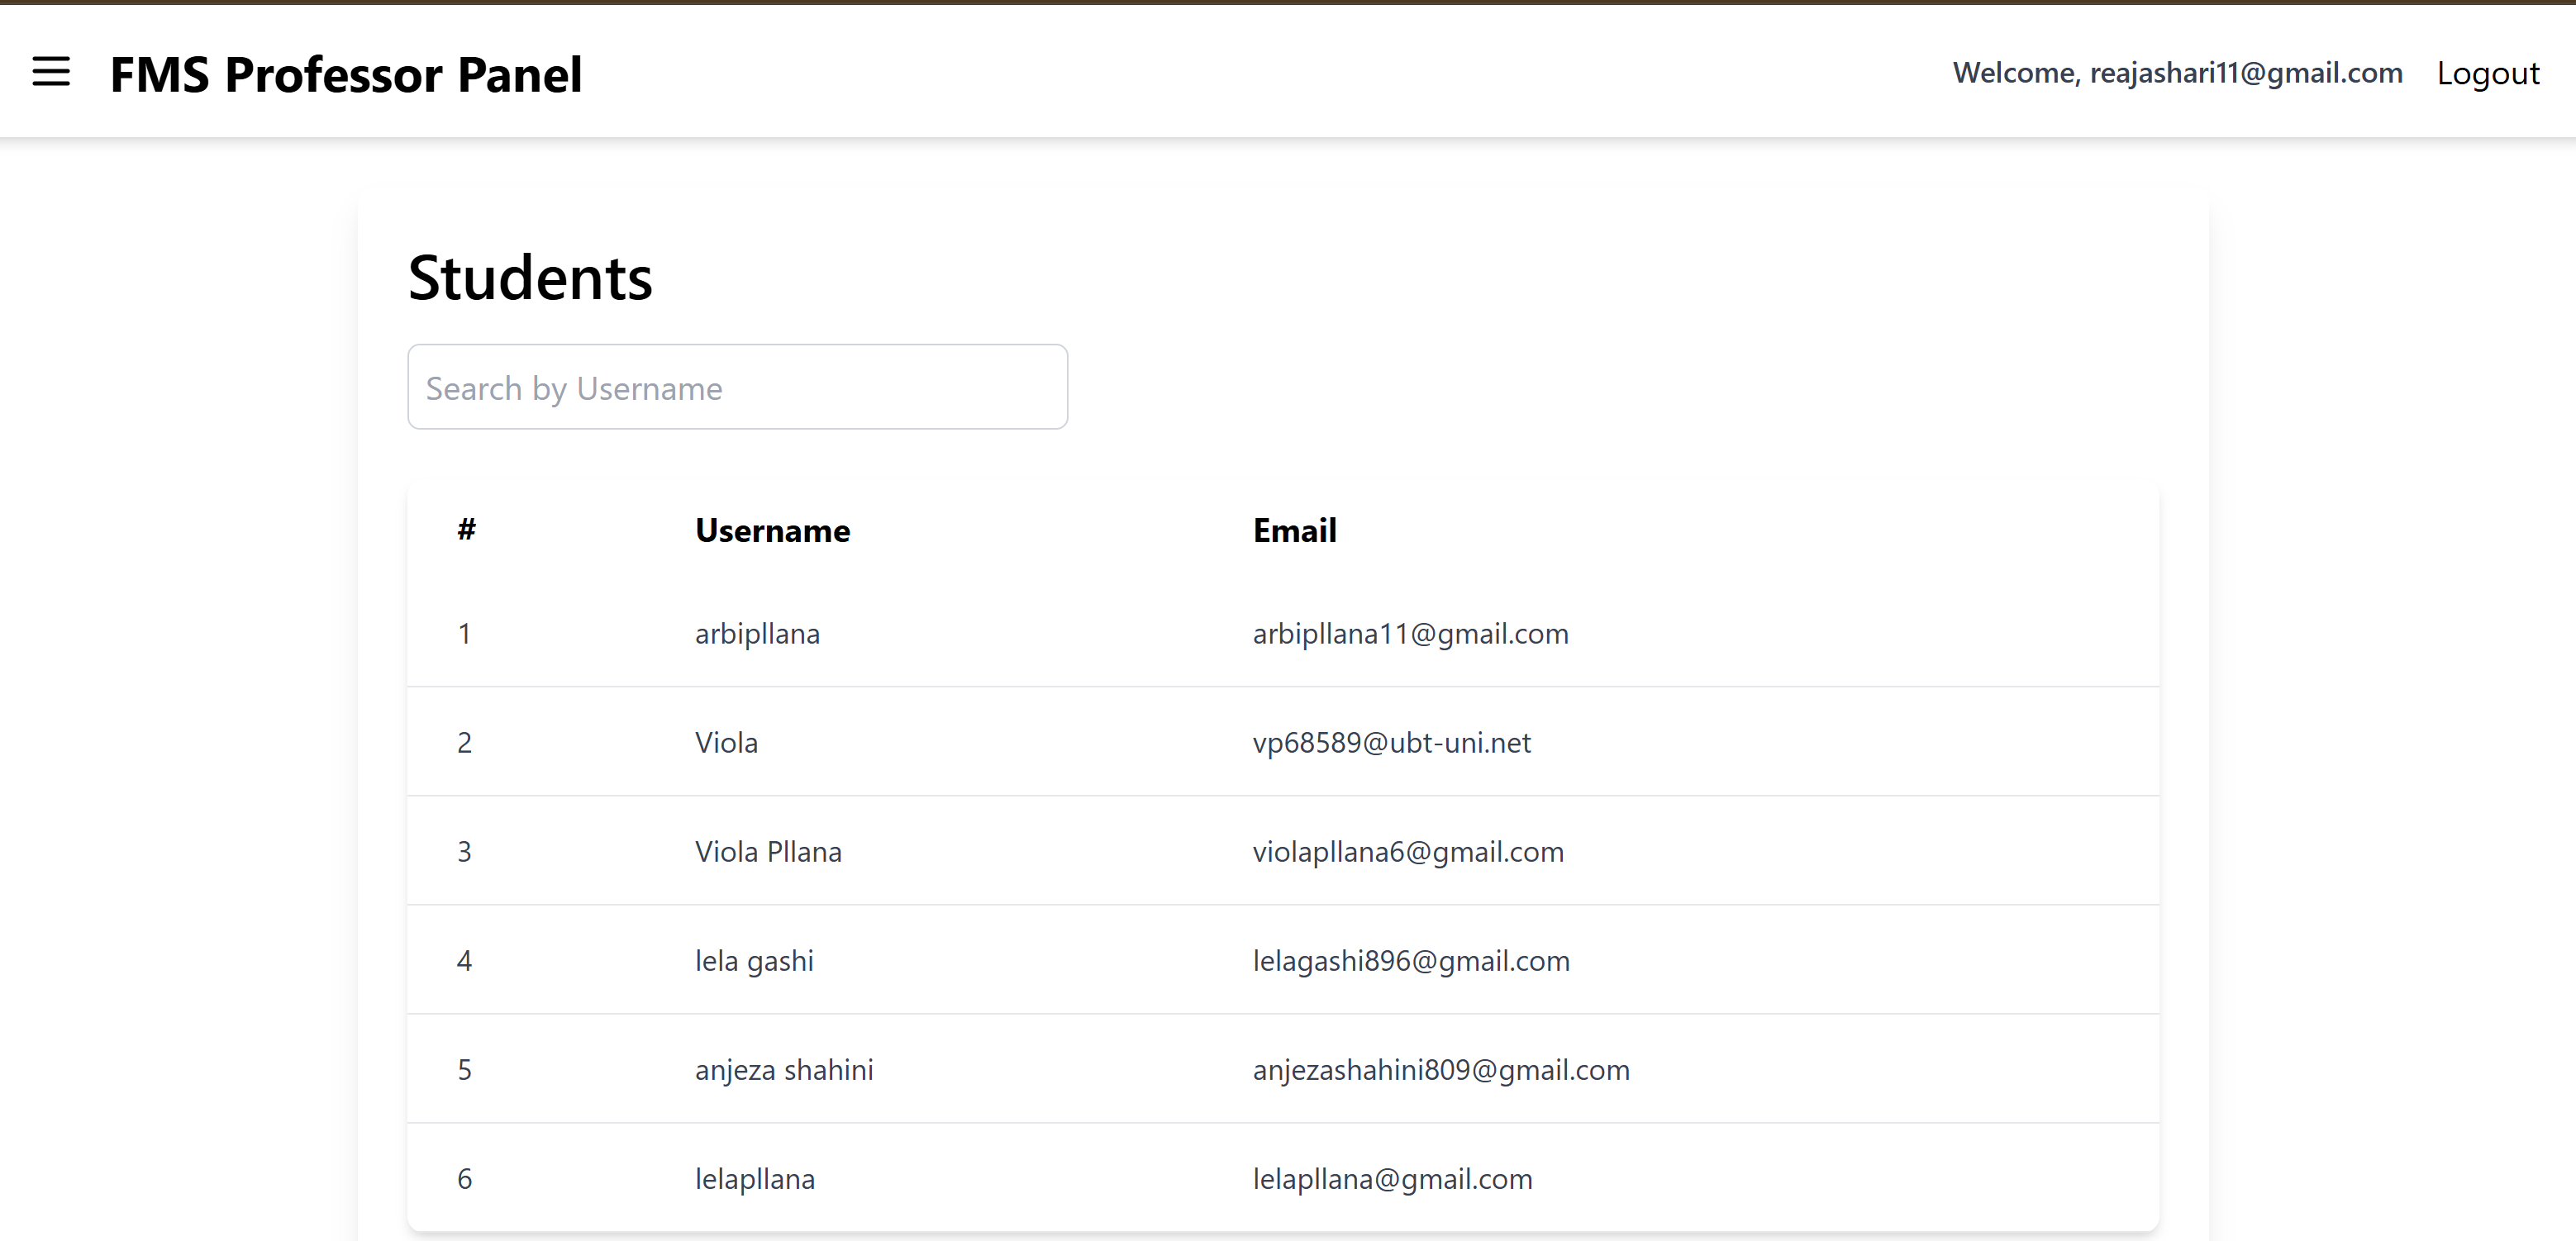 FMS Professor Panel Welcome, reajashari11@gmail.com Logout
Students
Search by Username
# Username Email
1 arbipllana arbipllana11@gmail.com
2 Viola vp68589@ubt-uni.net
3 Viola Pllana violapllana6@gmail.com
4 lela gashi lelagashi896@gmail.com
5 anjeza shahini anjezashahini809@gmail.com
6 lelapllana lelapllana@gmail.com